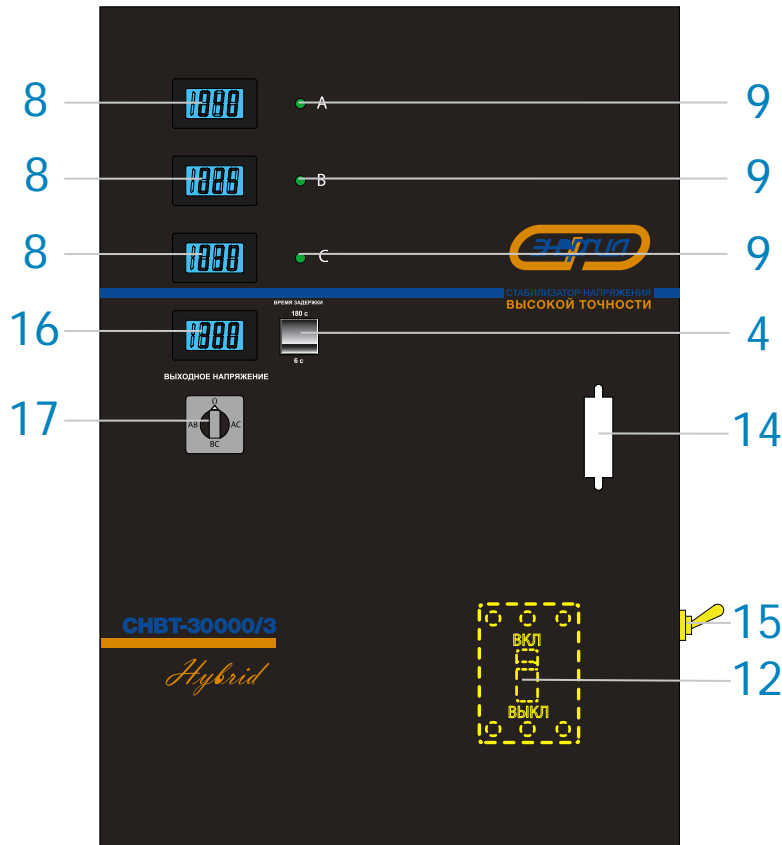 8 A 9
8 B 9
8 C 9
ЭНЕРГИЯ
СТАБИЛИЗАТОР НАПРЯЖЕНИЯ
ВЫСОКОЙ ТОЧНОСТИ
ВРЕМЯ ЗАДЕРЖКИ
180 с
16 4
6 с
ВЫХОДНОЕ НАПРЯЖЕНИЕ
0
17 AB AC 14
BC
СНВТ-30000/3
Hybrid
ВКЛ
15
12
ВЫКЛ